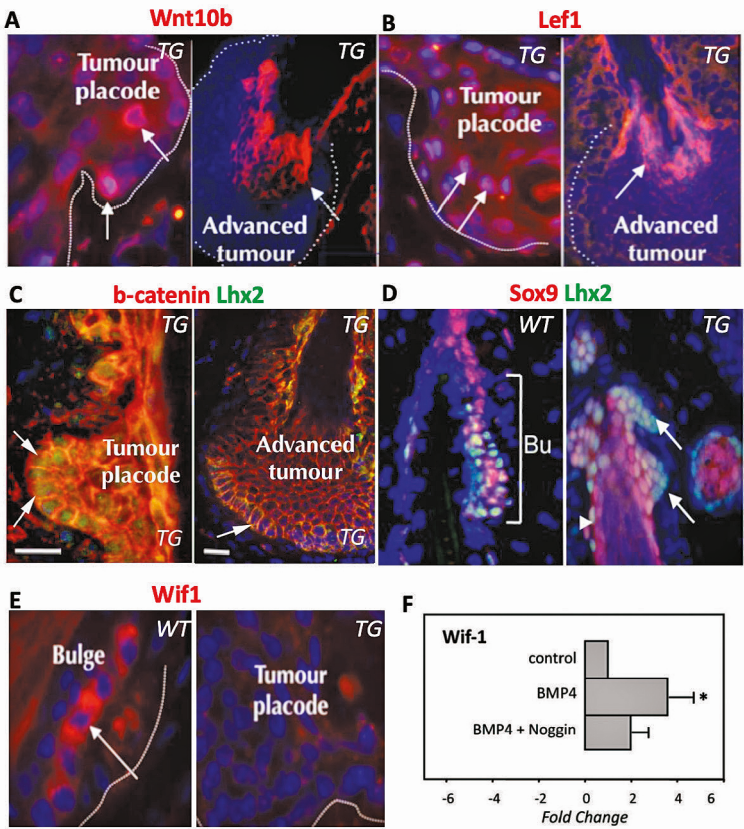 A
Wnt10b
TG
Tumour
placode
TG
Advanced
tumour
B
Lef1
TG
Tumour
placode
TG
Advanced
tumour
C
b-catenin Lhx2
TG
Tumour
placode
TG
TG
Advanced
tumour
TG
D
Sox9 Lhx2
WT
Bu
TG
E
Wif1
WT
Bulge
TG
Tumour
placode
F
Wif-1
control
BMP4
*
BMP4 + Noggin
-6 -4 -2 0 2 4 6
Fold Change